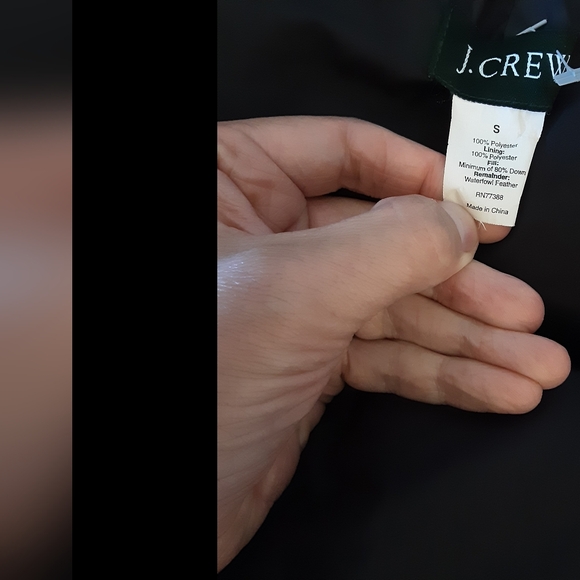 J.CREW
S
100% Polyester
Lining:
100% Polyester
Fill:
Minimum of 80% Down
Remainder:
Waterfowl Feather
RN77388
Made in China